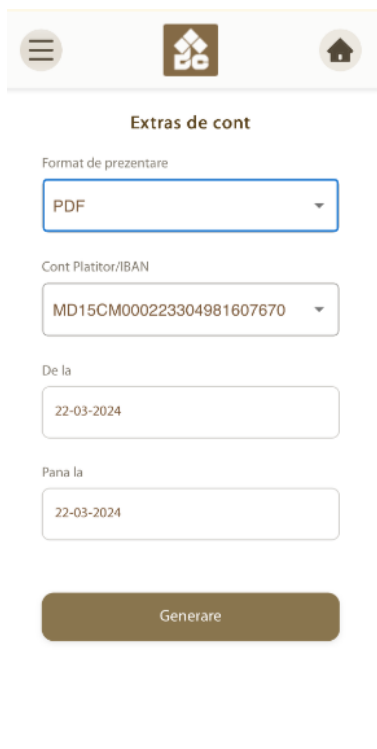 Extras de cont
Format de prezentare
PDF
Cont Platitor/IBAN
MD15CM000223304981607670
De la
22-03-2024
Pana la
22-03-2024
Generare